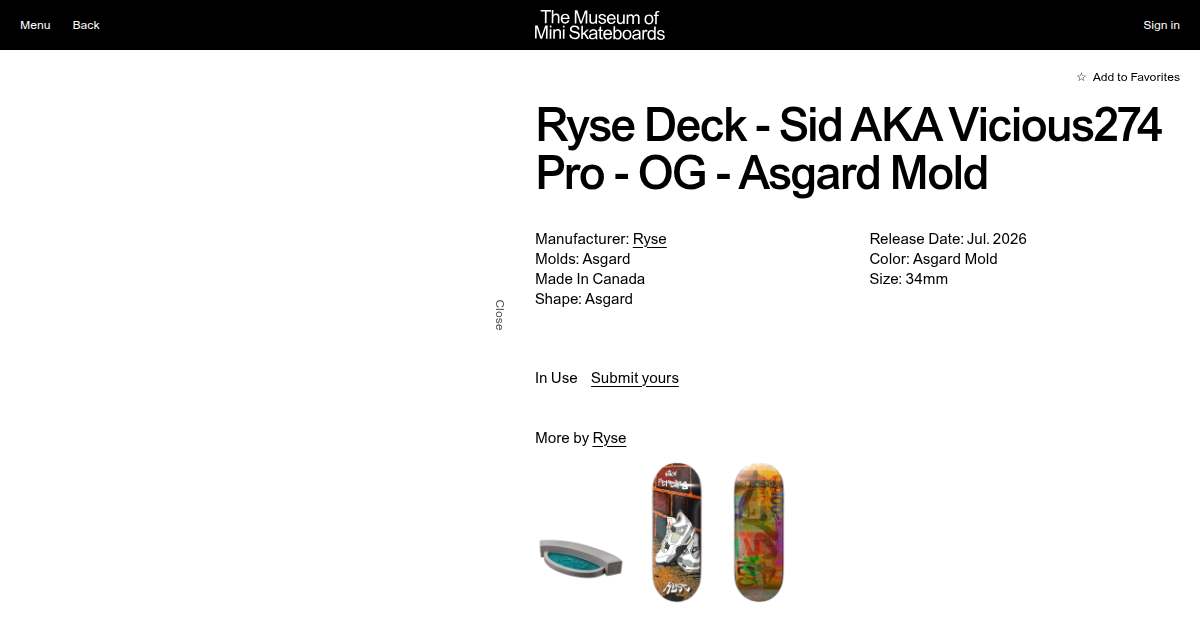 Menu
Back
The Museum of
Mini Skateboards
Sign in
☆ Add to Favorites
Ryse Deck - Sid AKA Vicious274
Pro - OG - Asgard Mold
Manufacturer: Ryse
Molds: Asgard
Made In Canada
Shape: Asgard
Release Date: Jul. 2026
Color: Asgard Mold
Size: 34mm
Close
In Use
Submit yours
More by Ryse